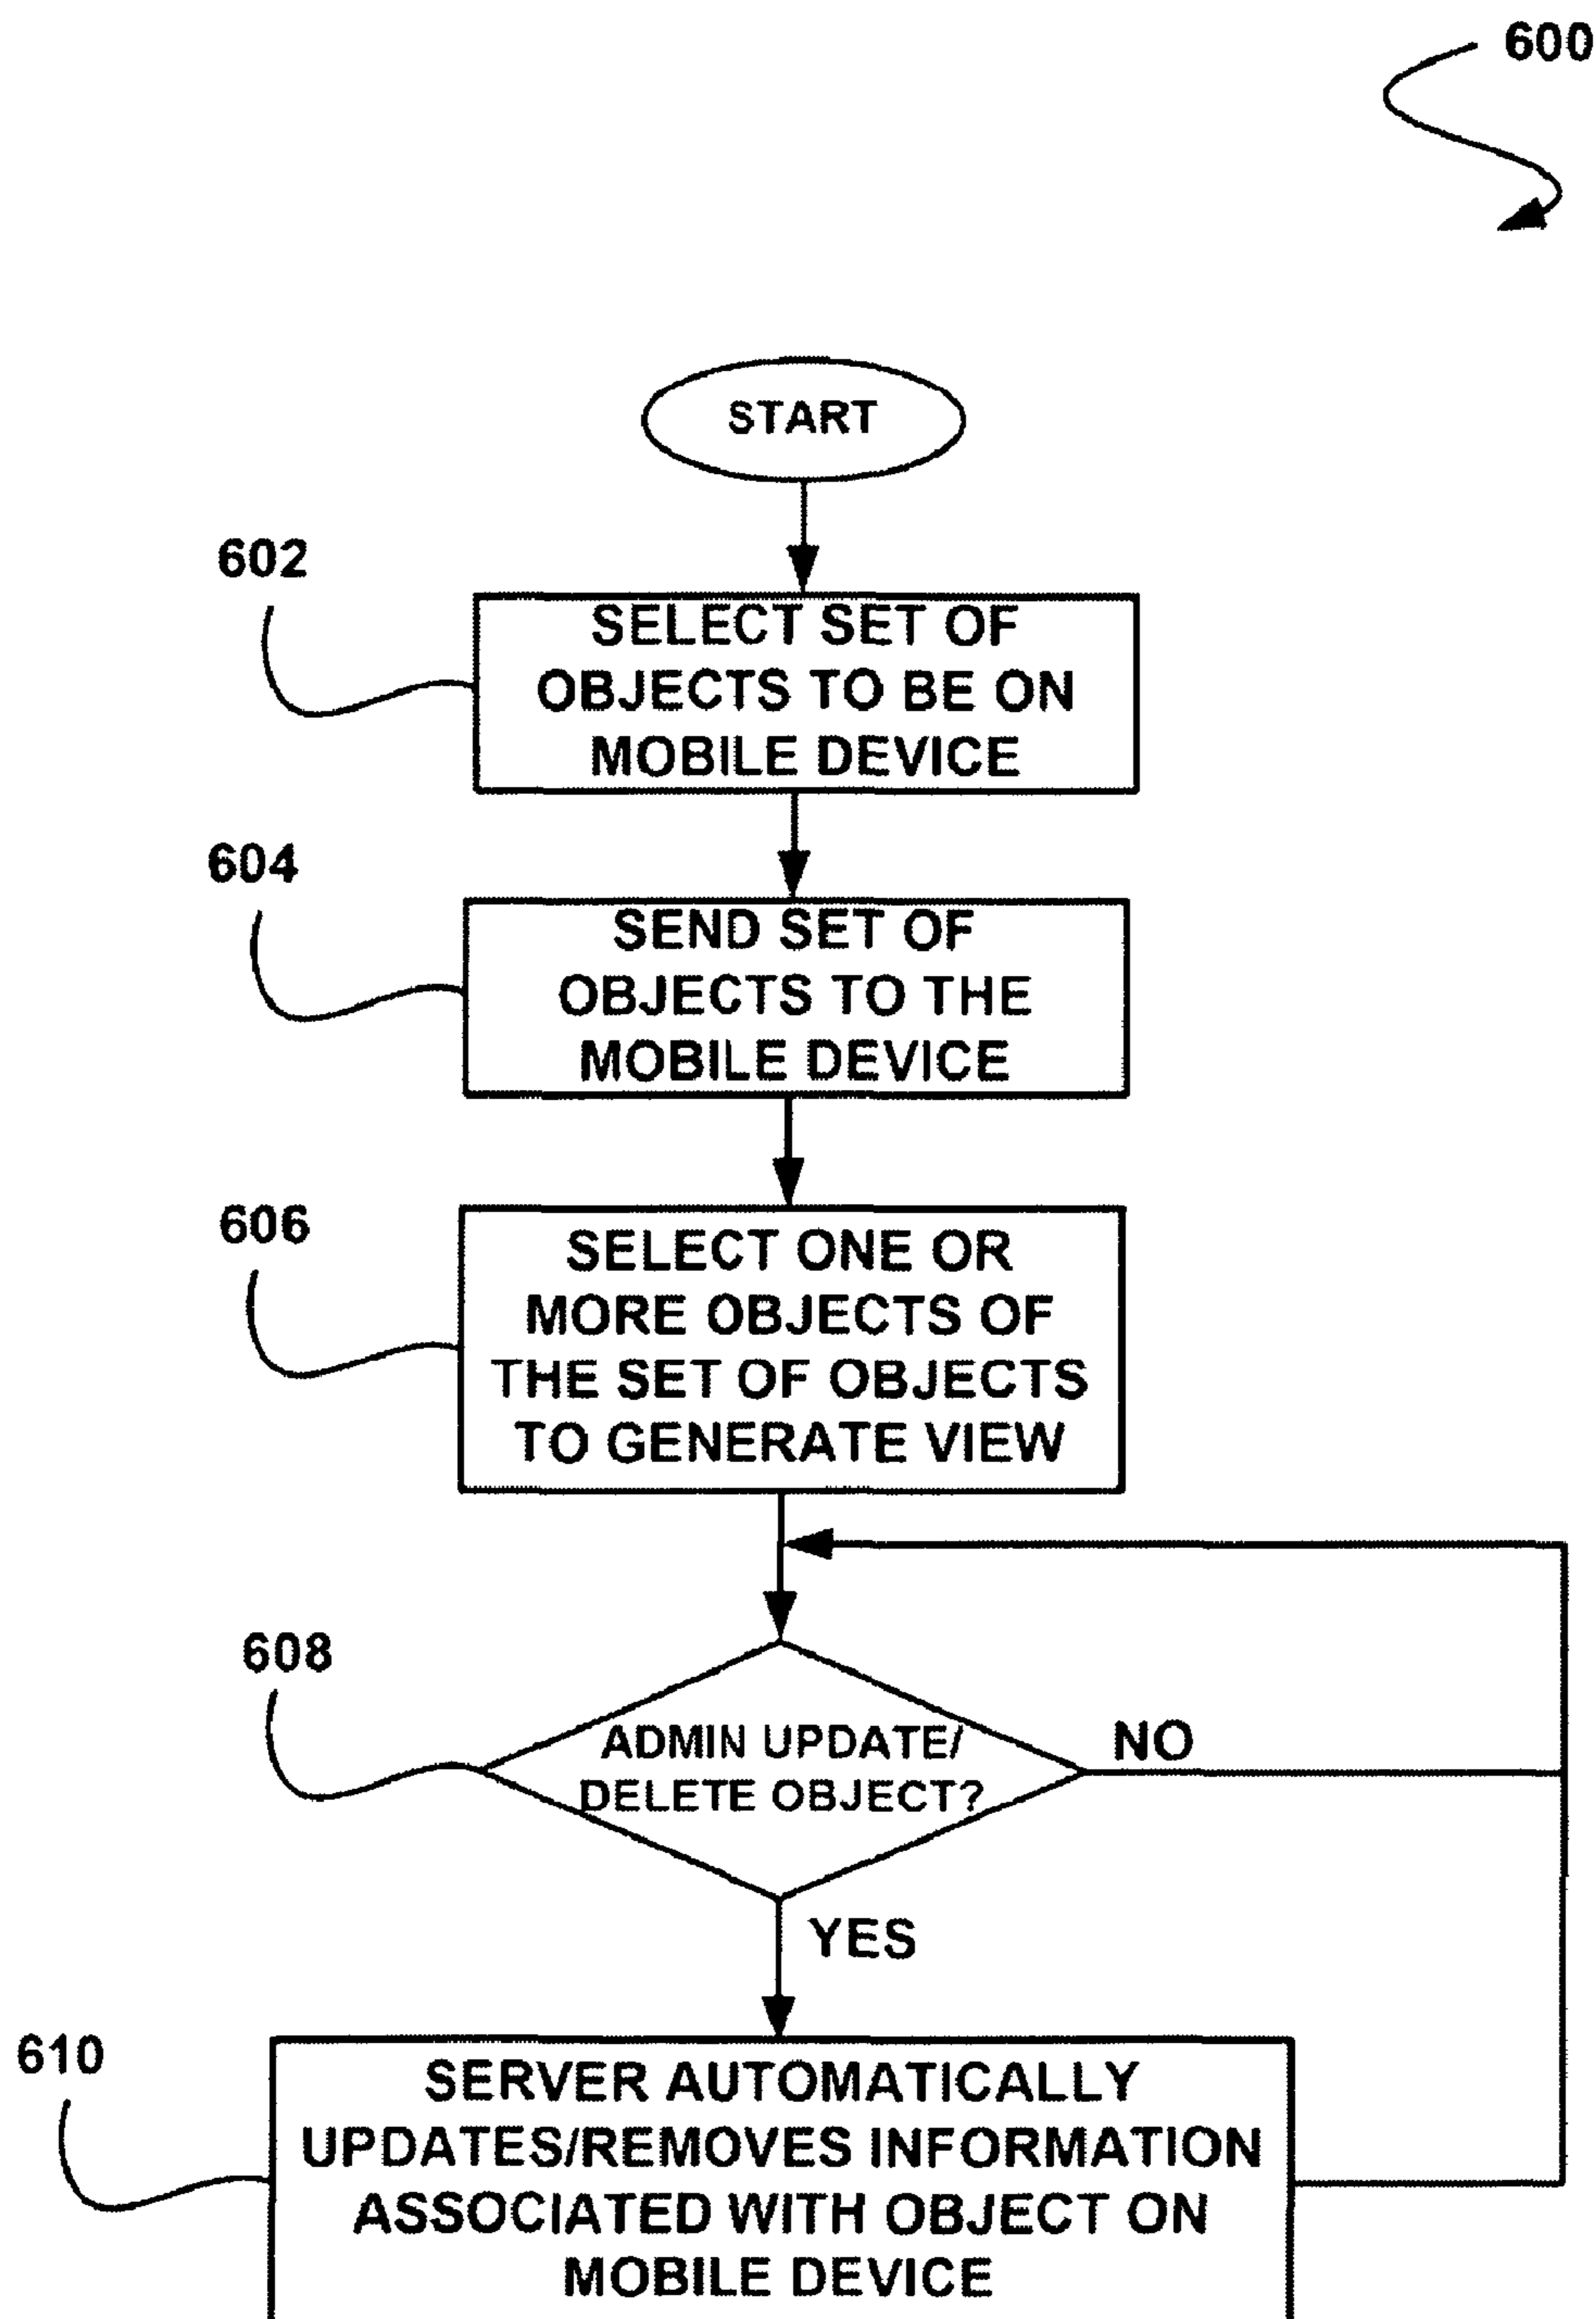 600
START
602
SELECT SET OF
OBJECTS TO BE ON
MOBILE DEVICE
604
SEND SET OF
OBJECTS TO THE
MOBILE DEVICE
606
SELECT ONE OR
MORE OBJECTS OF
THE SET OF OBJECTS
TO GENERATE VIEW
608
ADMIN UPDATE/
DELETE OBJECT?
NO
YES
610
SERVER AUTOMATICALLY
UPDATES/REMOVES INFORMATION
ASSOCIATED WITH OBJECT ON
MOBILE DEVICE